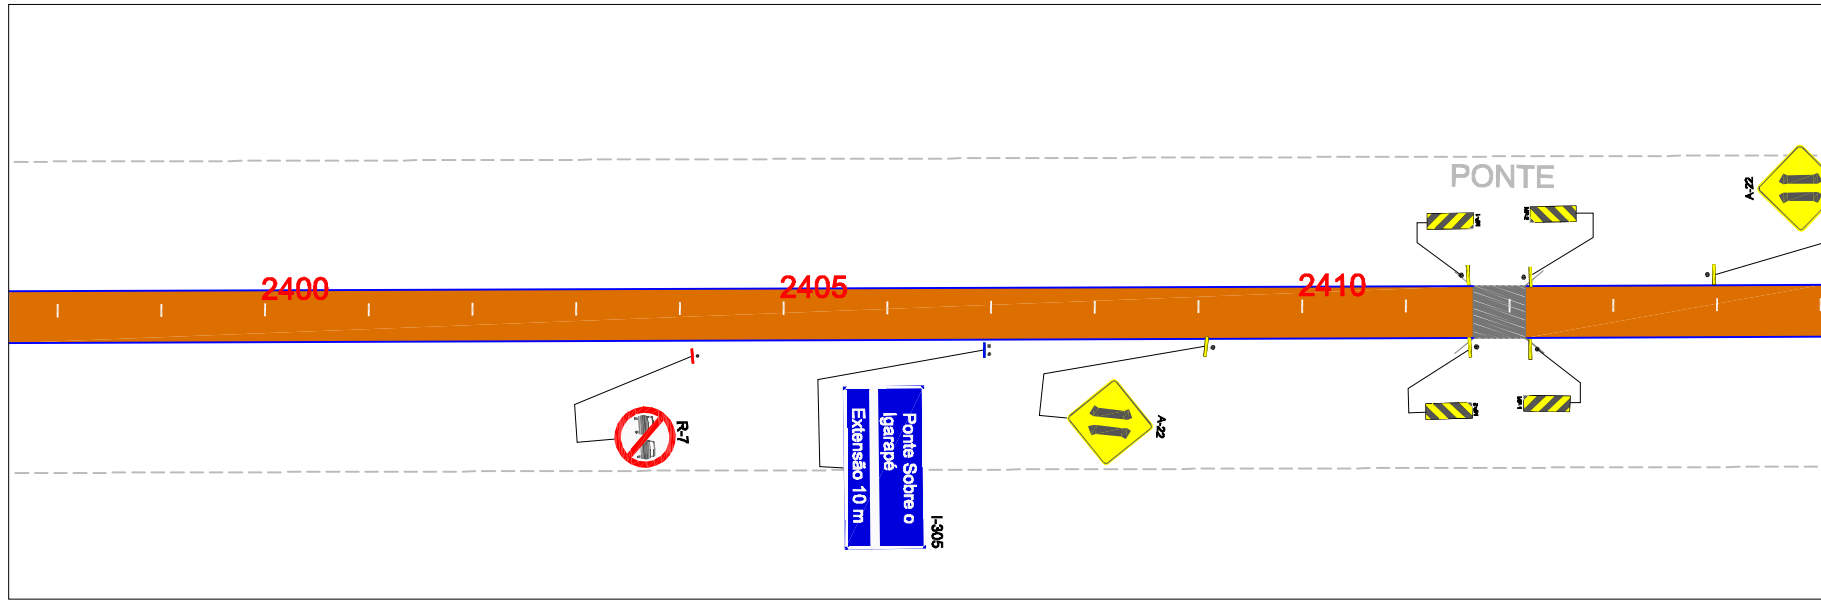 PONTE
A-22
2400
2405
2410
R-7
Ponte Sobre o
Igarapé
Extensão 10 m
I-305
A-22